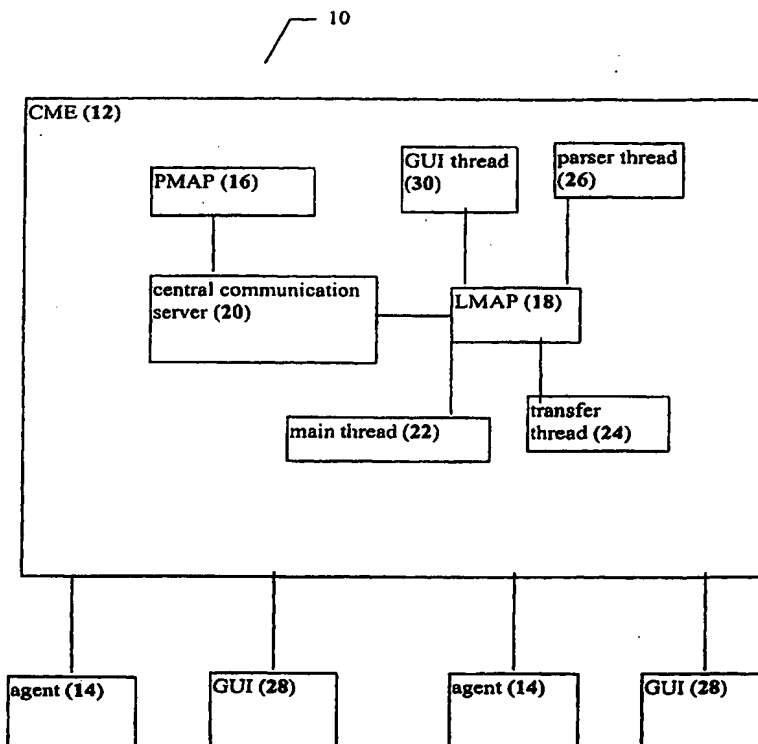 10
CME (12)
PMAP (16)
GUI thread
(30)
parser thread
(26)
central communication
server (20)
LMAP (18)
main thread (22)
transfer
thread (24)
agent (14)
GUI (28)
agent (14)
GUI (28)